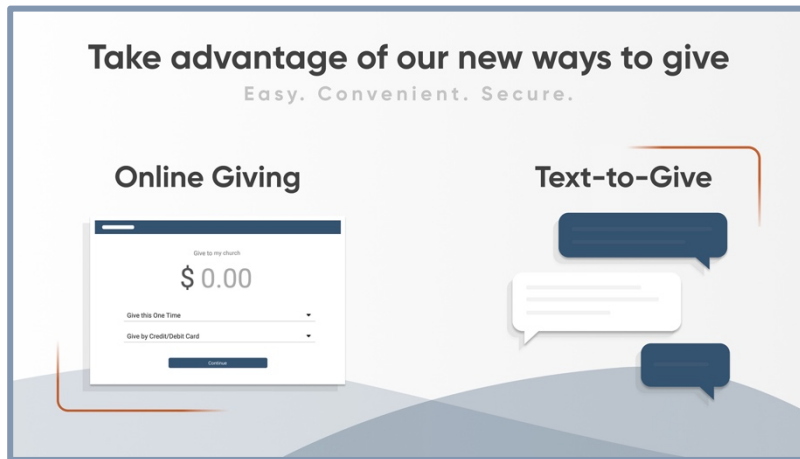 Take advantage of our new ways to give
Easy. Convenient. Secure.
Online Giving
Give to my church
$ 0.00
Give this One Time
Give by Credit/Debit Card
Continue
Text-to-Give